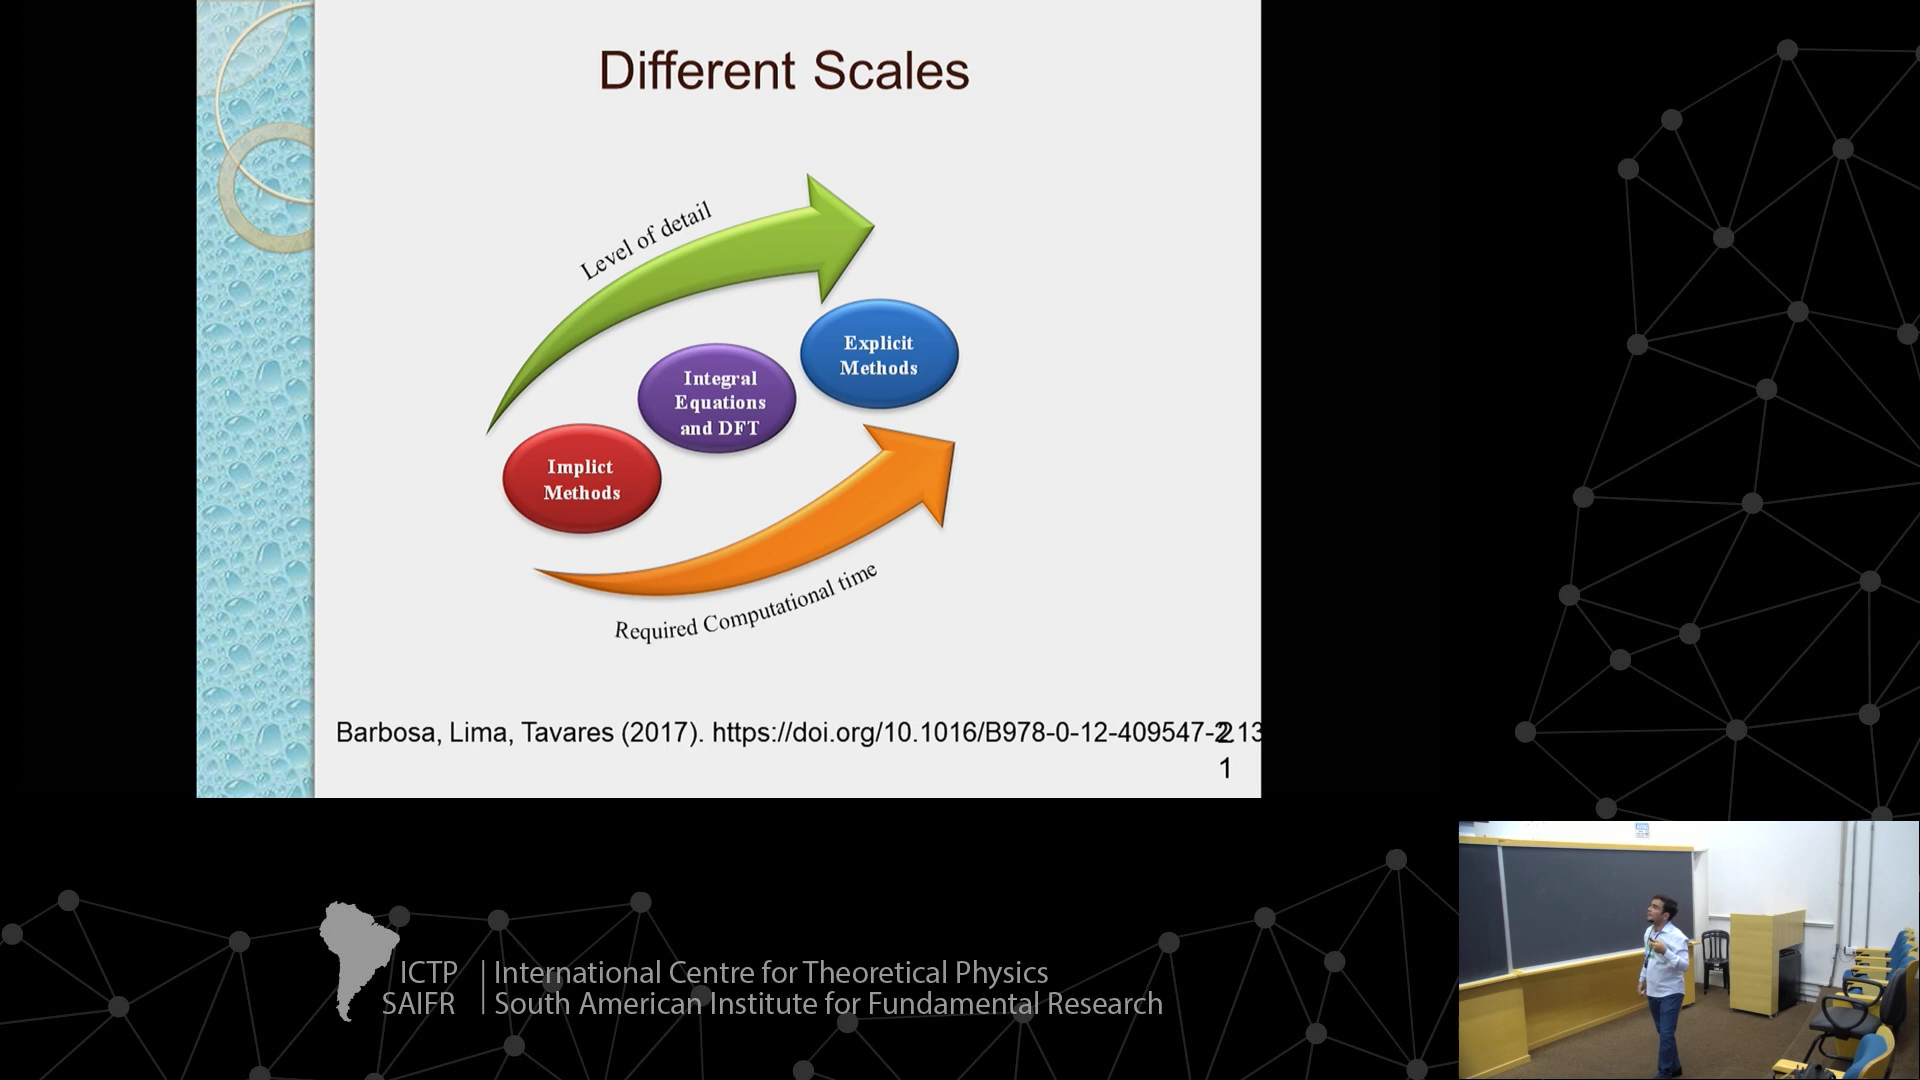 Different Scales
Level of detail
Explicit
Methods
Integral
Equations
and DFT
Implict
Methods
Required Computational time
Barbosa, Lima, Tavares (2017). https://doi.org/10.1016/B978-0-12-409547-2.13
2
1
ICTP
SAIFR
International Centre for Theoretical Physics
South American Institute for Fundamental Research